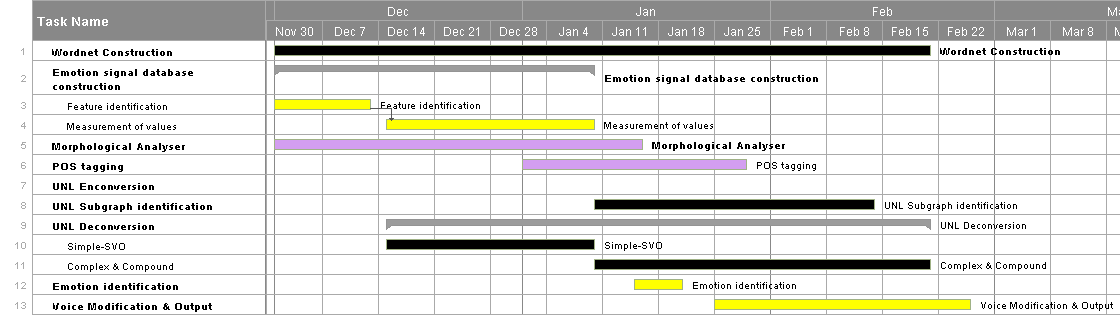 Task Name
Dec Jan Feb
Nov 30 Dec 7 Dec 14 Dec 21 Dec 28 Jan 4 Jan 11 Jan 18 Jan 25 Feb 1 Feb 8 Feb 15 Feb 22 Mar 1 Mar 8
1 Wordnet Construction Wordnet Construction
2 Emotion signal database
construction Emotion signal database construction
3 Feature identification Feature identification
4 Measurement of values Measurement of values
5 Morphological Analyser Morphological Analyser
6 POS tagging POS tagging
7 UNL Enconversion
8 UNL Subgraph identification UNL Subgraph identification
9 UNL Deconversion UNL Deconversion
10 Simple-SVO Simple-SVO
11 Complex & Compound Complex & Compound
12 Emotion identification Emotion identification
13 Voice Modification & Output Voice Modification & Output